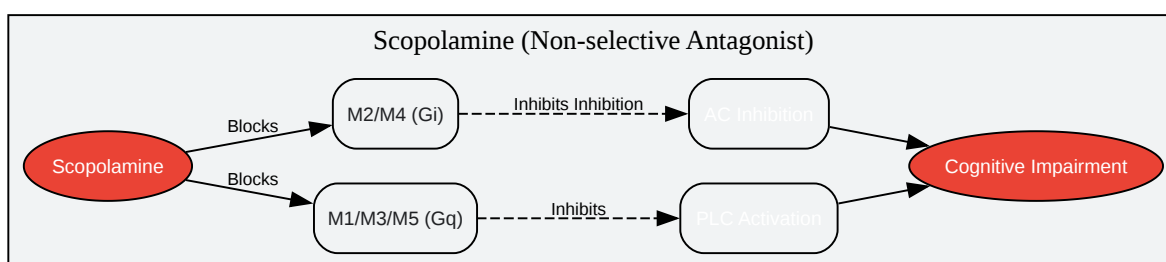 Scopolamine (Non-selective Antagonist)
Scopolamine
Blocks
Blocks
M2/M4 (Gi)
M1/M3/M5 (Gq)
Inhibits Inhibition
Inhibits
AC Inhibition
PLC Activation
Cognitive Impairment